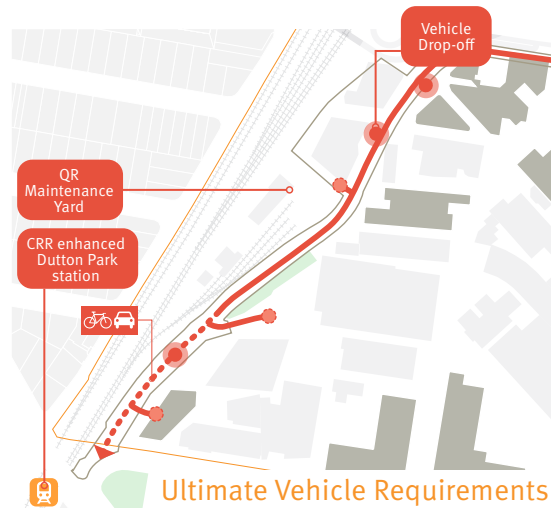 Vehicle
Drop-off
QR
Maintenance
Yard
CRR enhanced
Dutton Park
station
Ultimate Vehicle Requirements